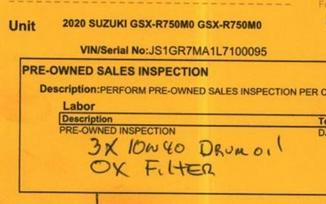 Unit 2020 SUZUKI GSX-R750M0 GSX-R750M0
VIN/Serial No:JS1GR7MA1L7100095
PRE-OWNED SALES INSPECTION
Description:PERFORM PRE-OWNED SALES INSPECTION PER C
Labor
Description
PRE-OWNED INSPECTION
3X 10W40 DRUM OIL
OX FILTER